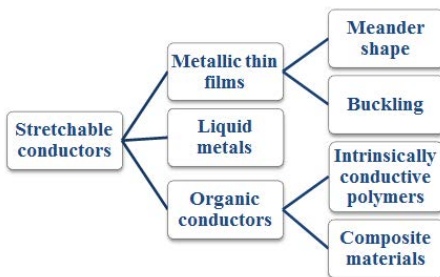 Stretchable
conductors
Metallic thin
films
Liquid
metals
Organic
conductors
Meander
shape
Buckling
Intrinsically
conductive
polymers
Composite
materials